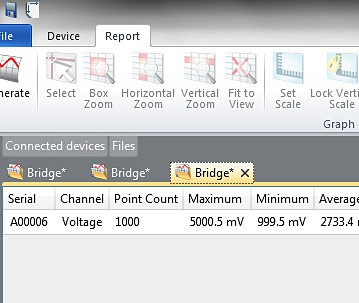 File Device Report
nerate Select Box Zoom Horizontal Zoom Vertical Zoom Fit to View Set Scale Lock Verti Scale
Graph
Connected devices Files
Bridge* Bridge* Bridge*
Serial Channel Point Count Maximum Minimum Average
A00006 Voltage 1000 5000.5 mV 999.5 mV 2733.4